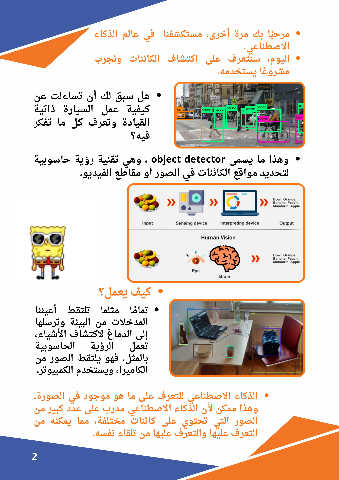 • مرحبًا بك مرة أخرى، مستكشفنا في عالم الذكاء
الاصطناعي.
• اليوم، سنتعرف على اكتشاف الكائنات ونجرب
مشروعًا يستخدمه.
• هل سبق لك أن تساءلت عن
كيفية عمل السيارة ذاتية
القيادة وتعرف كل ما تفكر
فيه؟
• وهذا ما يسمى object detector ، وهي تقنية رؤية حاسوبية
لتحديد مواقع الكائنات في الصور أو مقاطع الفيديو.
Input Sensing device Interpreting device Output
Human Vision
Eye
Brain
• كيف يعمل؟
• تمامًا مثلما تلتقط أعيننا
المدخلات من البيئة وترسلها
إلى الدماغ لاكتشاف الأشياء،
تعمل الرؤية الحاسوبية
بالمثل. فهو يلتقط الصور من
الكاميرا، ويستخدم الكمبيوتر.
• الذكاء الاصطناعي للتعرف على ما هو موجود في الصورة.
وهذا ممكن لأن الذكاء الاصطناعي مدرب على عدد كبير من
الصور التي تحتوي على كائنات مختلفة، مما يمكنه من
التعرف عليها والتعرف عليها من تلقاء نفسه.
2